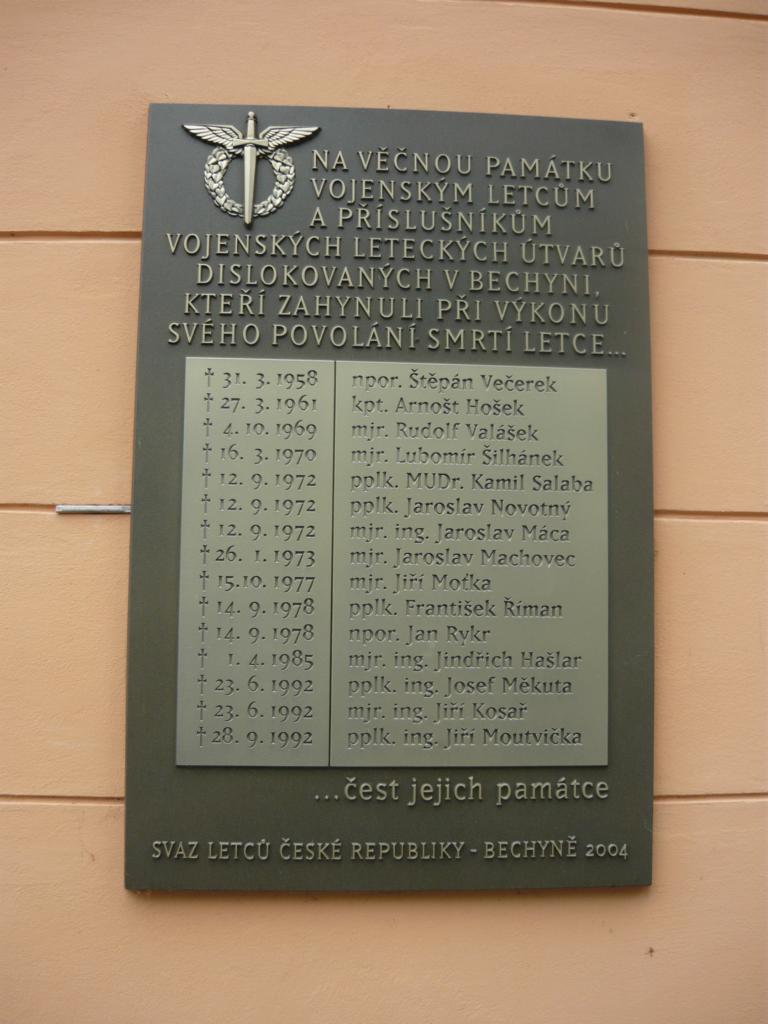 NA VĚČNOU PAMÁTKU
VOJENSKÝM LETCŮM
A PŘÍSLUŠNÍKŮM
VOJENSKÝCH LETECKÝCH ÚTVARŮ
DISLOKOVANÝCH V BECHYNI,
KTEŘÍ ZAHYNULI PŘI VÝKONU
SVÉHO POVOLÁNÍ SMRTÍ LETCE...
† 31. 3. 1958 npor. Štěpán Večerek
† 27. 3. 1961 kpt. Arnošt Hošek
† 4. 10. 1969 mjr. Rudolf Valášek
† 16. 3. 1970 mjr. Lubomír Šilhánek
† 12. 9. 1972 pplk. MUDr. Kamil Salaba
† 12. 9. 1972 pplk. Jaroslav Novotný
† 12. 9. 1972 mjr. ing. Jaroslav Máca
† 26. 1. 1973 mjr. Jaroslav Machovec
† 15. 10. 1977 mjr. Jiří Moťka
† 14. 9. 1978 pplk. František Říman
† 14. 9. 1978 npor. Jan Rykr
† 1. 4. 1985 mjr. ing. Jindřich Hašlar
† 23. 6. 1992 pplk. ing. Josef Měkuta
† 23. 6. 1992 mjr. ing. Jiří Kosař
† 28. 9. 1992 pplk. ing. Jiří Moutvička
...čest jejich památce
SVAZ LETCŮ ČESKÉ REPUBLIKY - BECHYNĚ 2004